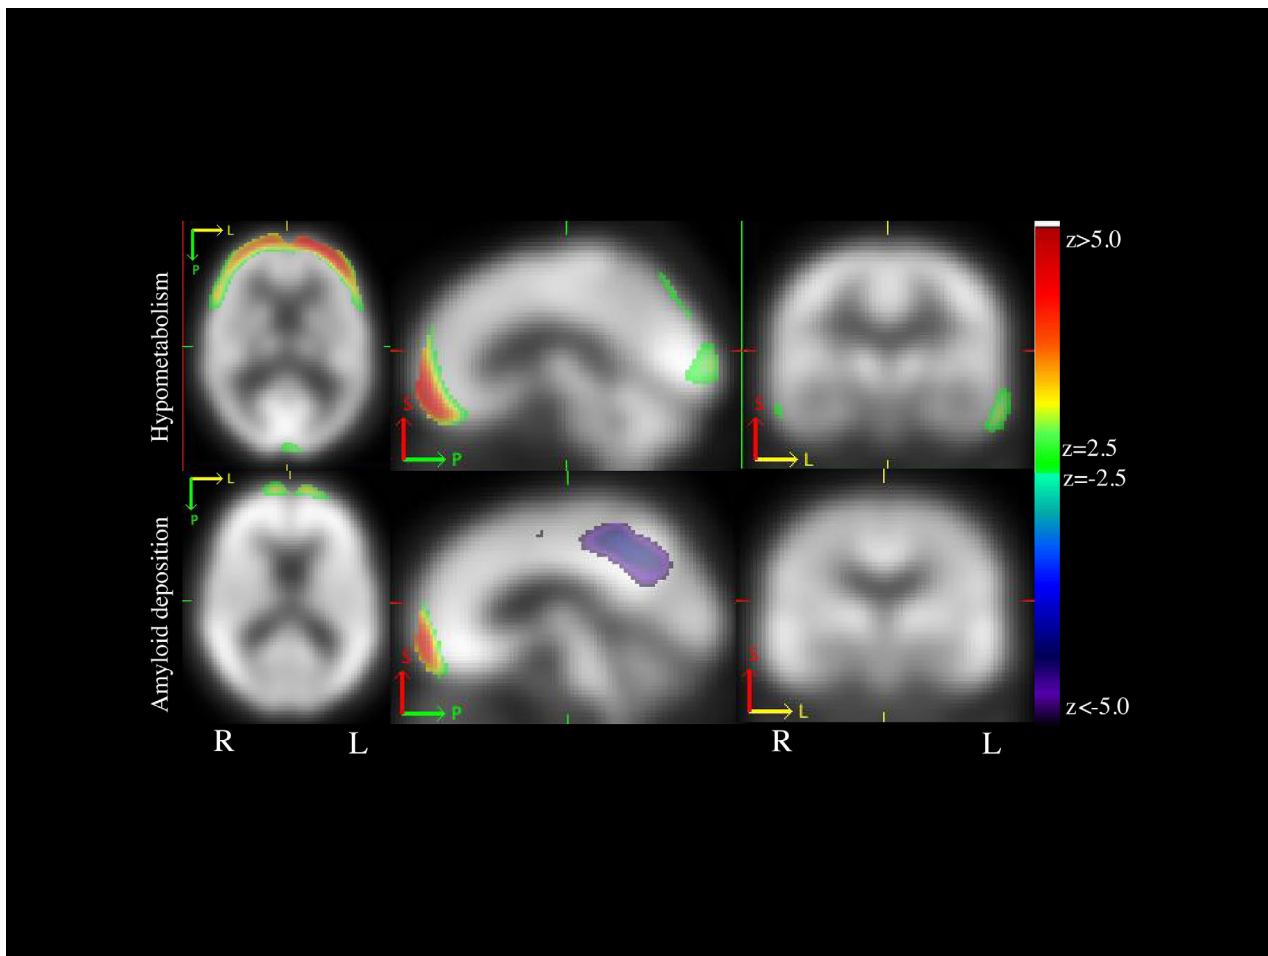 Hypometabolism
L
P
S
P
S
L
z>5.0
z=2.5
z=-2.5
Amyloid deposition
L
P
S
P
S
L
z<-5.0
R L R L